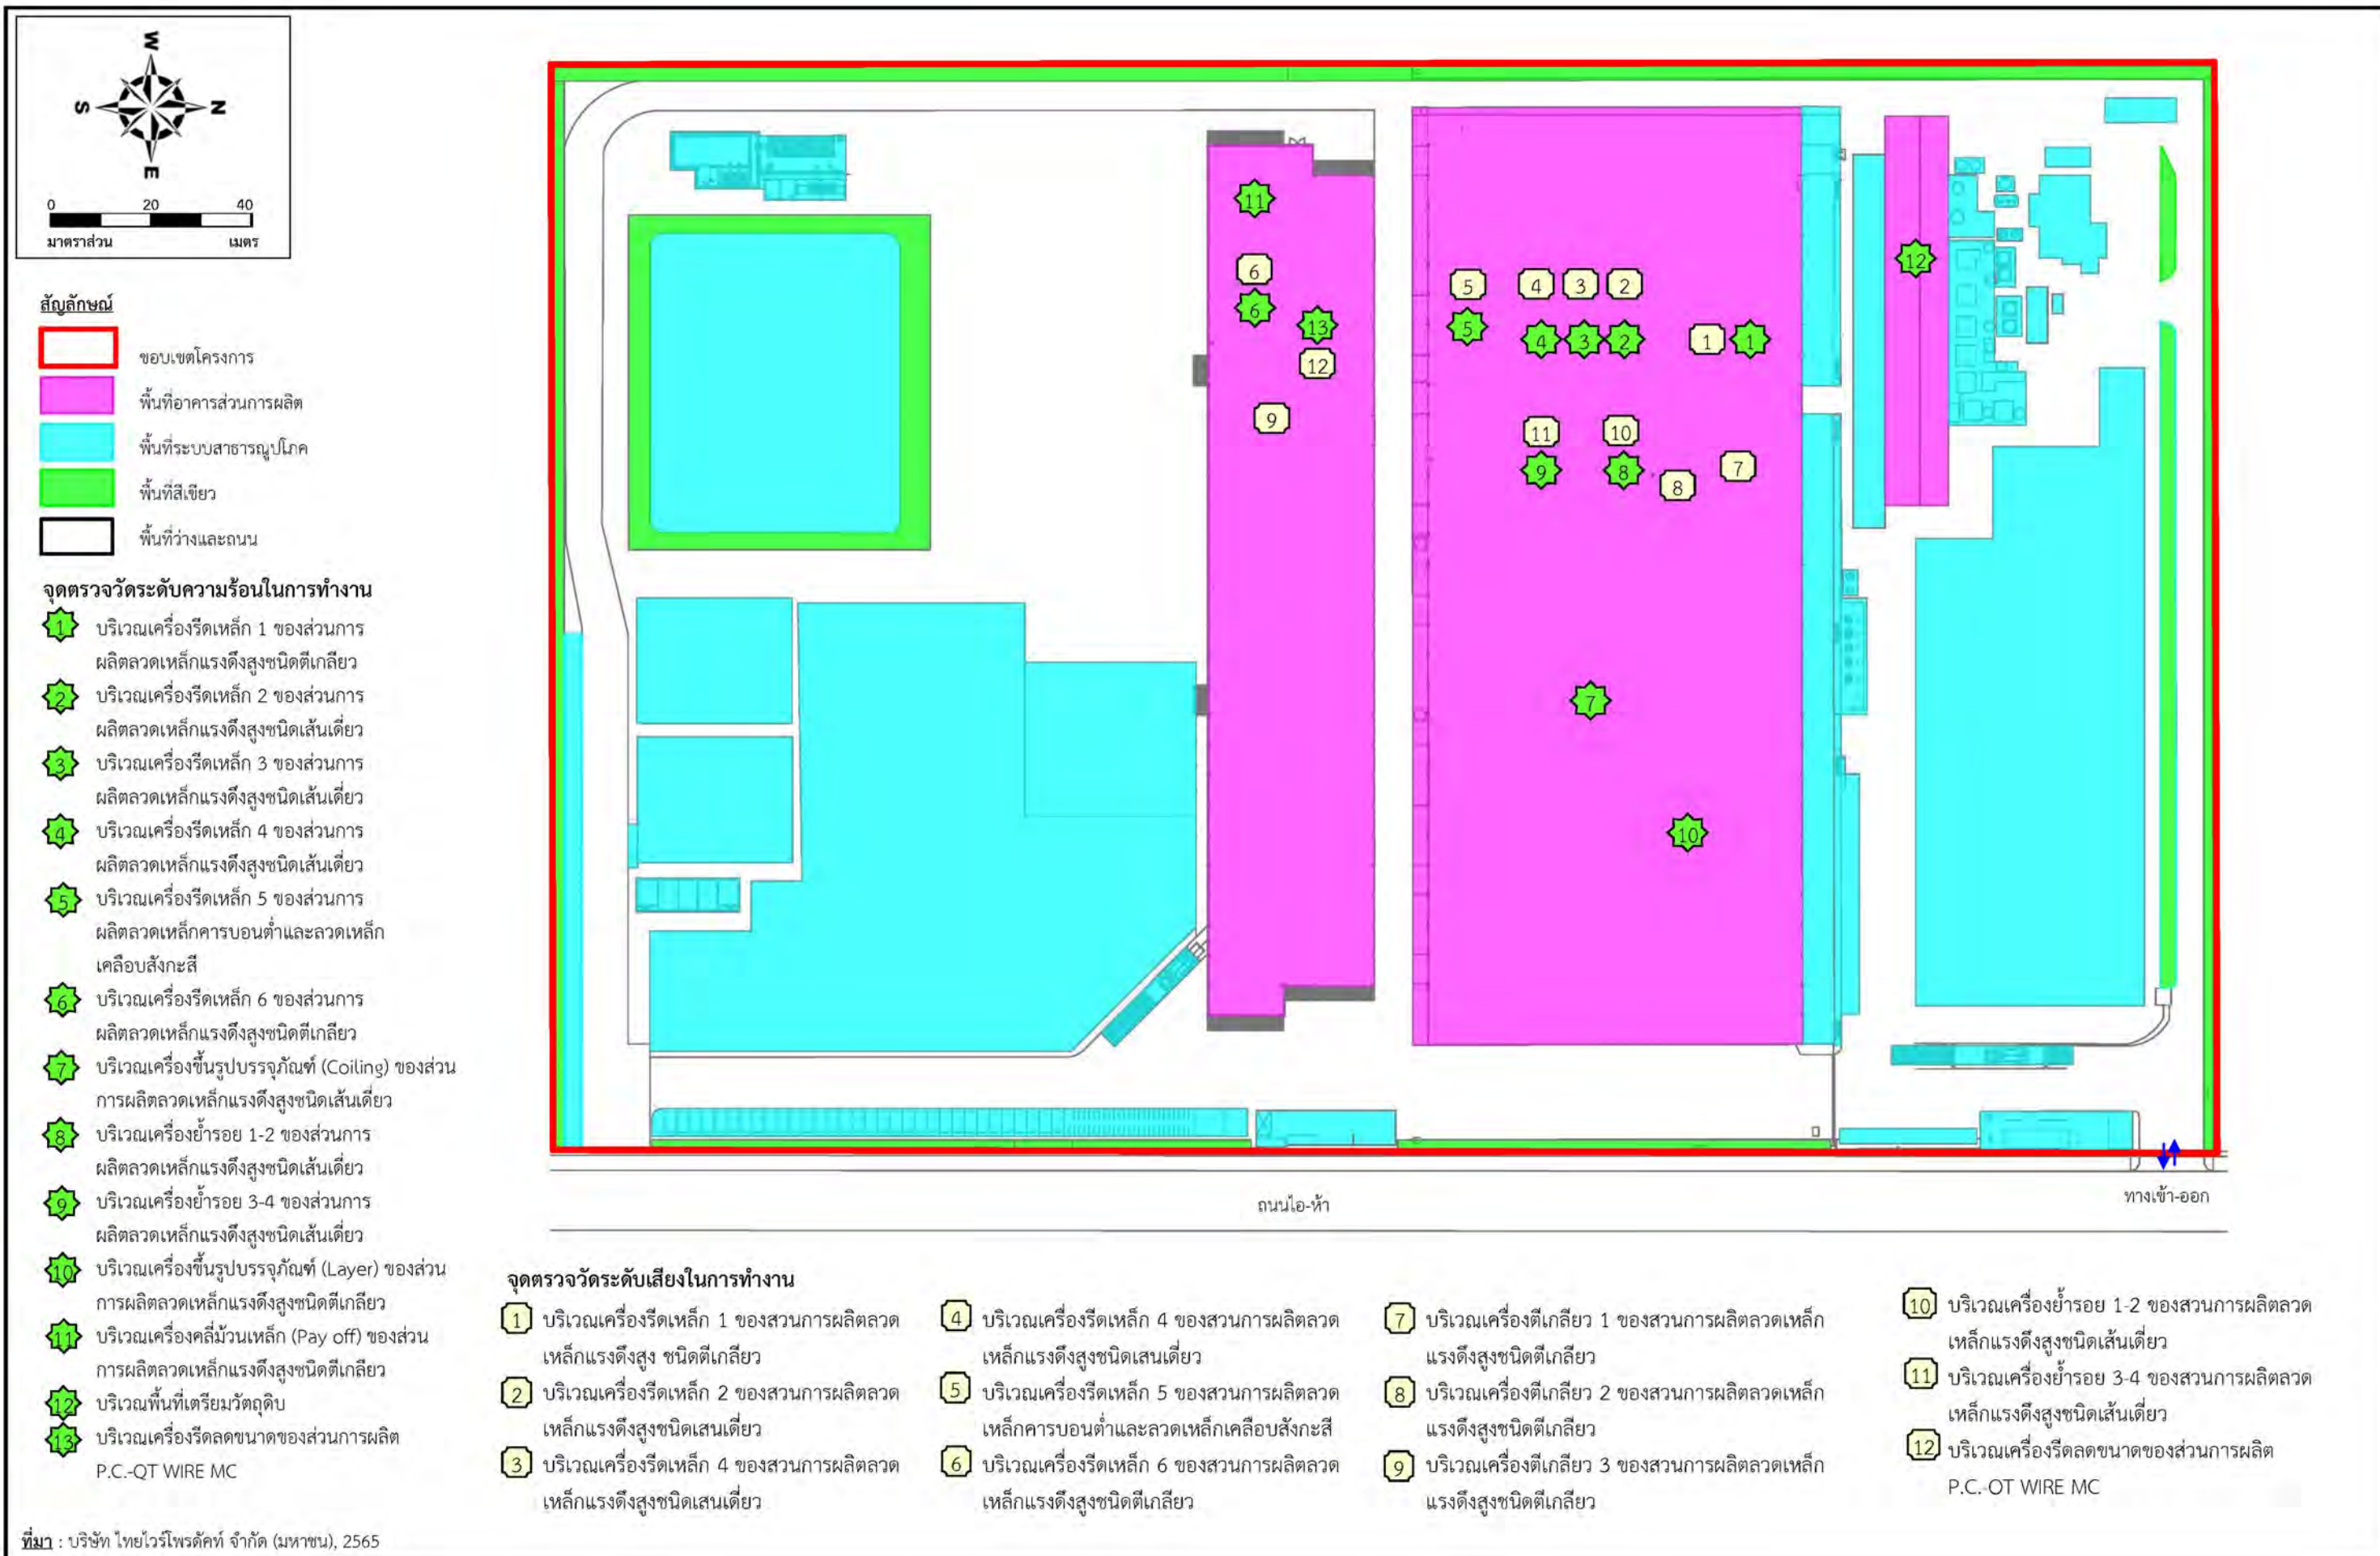 W
S
N
E
0 20 40
มาตราส่วน เมตร
สัญลักษณ์
ขอบเขตโครงการ
พื้นที่อาคารส่วนการผลิต
พื้นที่ระบบสาธารณูปโภค
พื้นที่สีเขียว
พื้นที่ว่างและถนน
จุดตรวจวัดระดับความร้อนในการทำงาน
1 บริเวณเครื่องรีดเหล็ก 1 ของส่วนการ
ผลิตลวดเหล็กแรงดึงสูงชนิดตีเกลียว
2 บริเวณเครื่องรีดเหล็ก 2 ของส่วนการ
ผลิตลวดเหล็กแรงดึงสูงชนิดเส้นเดี่ยว
3 บริเวณเครื่องรีดเหล็ก 3 ของส่วนการ
ผลิตลวดเหล็กแรงดึงสูงชนิดเส้นเดี่ยว
4 บริเวณเครื่องรีดเหล็ก 4 ของส่วนการ
ผลิตลวดเหล็กแรงดึงสูงชนิดเส้นเดี่ยว
5 บริเวณเครื่องรีดเหล็ก 5 ของส่วนการ
ผลิตลวดเหล็กคารบอนต่ำและลวดเหล็ก
เคลือบสังกะสี
6 บริเวณเครื่องรีดเหล็ก 6 ของส่วนการ
ผลิตลวดเหล็กแรงดึงสูงชนิดตีเกลียว
7 บริเวณเครื่องขึ้นรูปบรรจุภัณฑ์ (Coiling) ของส่วน
การผลิตลวดเหล็กแรงดึงสูงชนิดเส้นเดี่ยว
8 บริเวณเครื่องย้ำรอย 1-2 ของส่วนการ
ผลิตลวดเหล็กแรงดึงสูงชนิดเส้นเดี่ยว
9 บริเวณเครื่องย้ำรอย 3-4 ของส่วนการ
ผลิตลวดเหล็กแรงดึงสูงชนิดเส้นเดี่ยว
10 บริเวณเครื่องขึ้นรูปบรรจุภัณฑ์ (Layer) ของส่วน
การผลิตลวดเหล็กแรงดึงสูงชนิดตีเกลียว
11 บริเวณเครื่องคลี่ม้วนเหล็ก (Pay off) ของส่วน
การผลิตลวดเหล็กแรงดึงสูงชนิดตีเกลียว
12 บริเวณพื้นที่เตรียมวัตถุดิบ
13 บริเวณเครื่องรีดลดขนาดของส่วนการผลิต
P.C.-QT WIRE MC
11
12
6
5 4 3 2
6
13
5
4 3 2 1 1
12
9
11 10
7
9 8
8
7
10
ถนนไอ-ห้า
ทางเข้า-ออก
จุดตรวจวัดระดับเสียงในการทำงาน
1 บริเวณเครื่องรีดเหล็ก 1 ของสวนการผลิตลวด
เหล็กแรงดึงสูง ชนิดตีเกลียว
2 บริเวณเครื่องรีดเหล็ก 2 ของสวนการผลิตลวด
เหล็กแรงดึงสูงชนิดเสนเดี่ยว
3 บริเวณเครื่องรีดเหล็ก 4 ของสวนการผลิตลวด
เหล็กแรงดึงสูงชนิดเสนเดี่ยว
4 บริเวณเครื่องรีดเหล็ก 4 ของสวนการผลิตลวด
เหล็กแรงดึงสูงชนิดเสนเดี่ยว
5 บริเวณเครื่องรีดเหล็ก 5 ของสวนการผลิตลวด
เหล็กคารบอนต่ำและลวดเหล็กเคลือบสังกะสี
6 บริเวณเครื่องรีดเหล็ก 6 ของสวนการผลิตลวด
เหล็กแรงดึงสูงชนิดตีเกลียว
7 บริเวณเครื่องตีเกลียว 1 ของสวนการผลิตลวดเหล็ก
แรงดึงสูงชนิดตีเกลียว
8 บริเวณเครื่องตีเกลียว 2 ของสวนการผลิตลวดเหล็ก
แรงดึงสูงชนิดตีเกลียว
9 บริเวณเครื่องตีเกลียว 3 ของสวนการผลิตลวดเหล็ก
แรงดึงสูงชนิดตีเกลียว
10 บริเวณเครื่องย้ำรอย 1-2 ของสวนการผลิตลวด
เหล็กแรงดึงสูงชนิดเส้นเดี่ยว
11 บริเวณเครื่องย้ำรอย 3-4 ของสวนการผลิตลวด
เหล็กแรงดึงสูงชนิดเส้นเดี่ยว
12 บริเวณเครื่องรีดลดขนาดของส่วนการผลิต
P.C.-OT WIRE MC
ที่มา : บริษัท ไทยไวร์โพรดัคท์ จำกัด (มหาชน), 2565